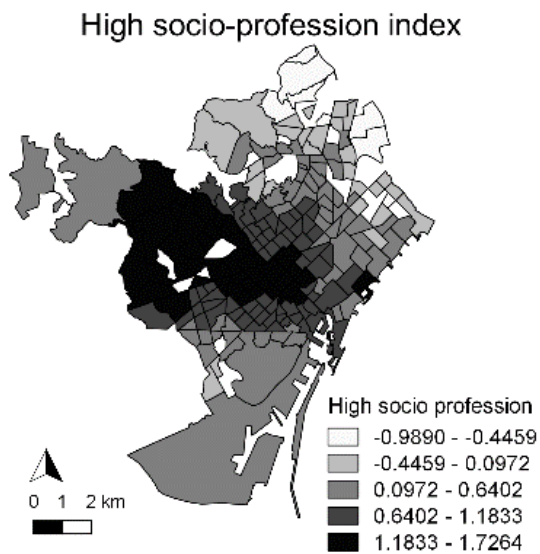 High socio-profession index
High socio profession
-0.9890 - -0.4459
-0.4459 - 0.0972
0.0972 - 0.6402
0.6402 - 1.1833
1.1833 - 1.7264
0 1 2 km